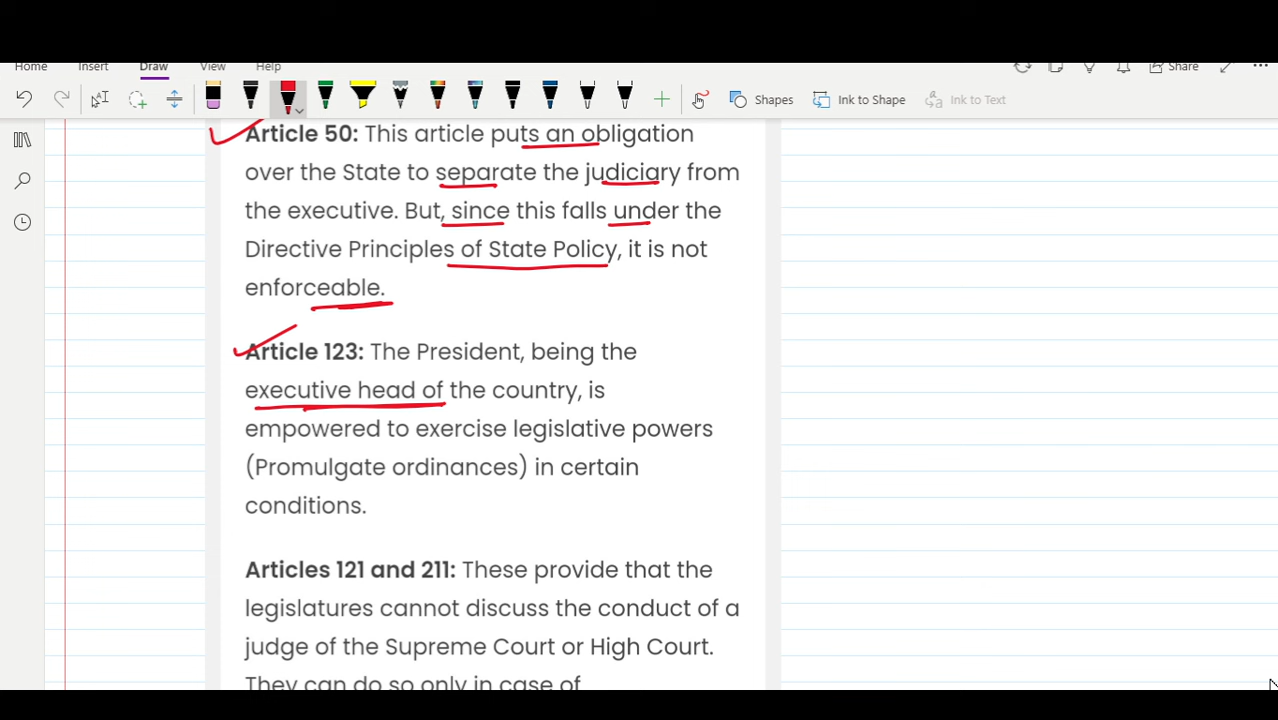 Home Insert Draw View Help Share
Shapes Ink to Shape Ink to Text
Article 50: This article puts an obligation
over the State to separate the judiciary from
the executive. But, since this falls under the
Directive Principles of State Policy, it is not
enforceable.
Article 123: The President, being the
executive head of the country, is
empowered to exercise legislative powers
(Promulgate ordinances) in certain
conditions.
Articles 121 and 211: These provide that the
legislatures cannot discuss the conduct of a
judge of the Supreme Court or High Court.
They can do so only in case of